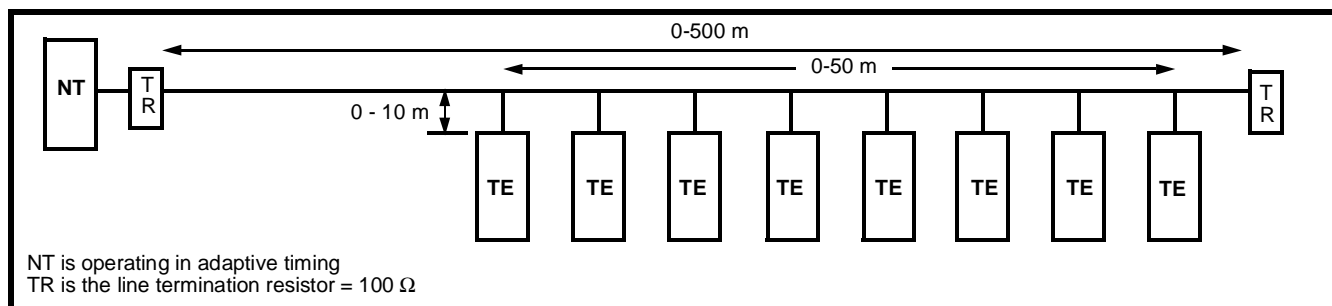 0-500 m
0-50 m
NT
T
R
T
R
0 - 10 m
TE TE TE TE TE TE TE TE
NT is operating in adaptive timing
TR is the line termination resistor = 100 Ω